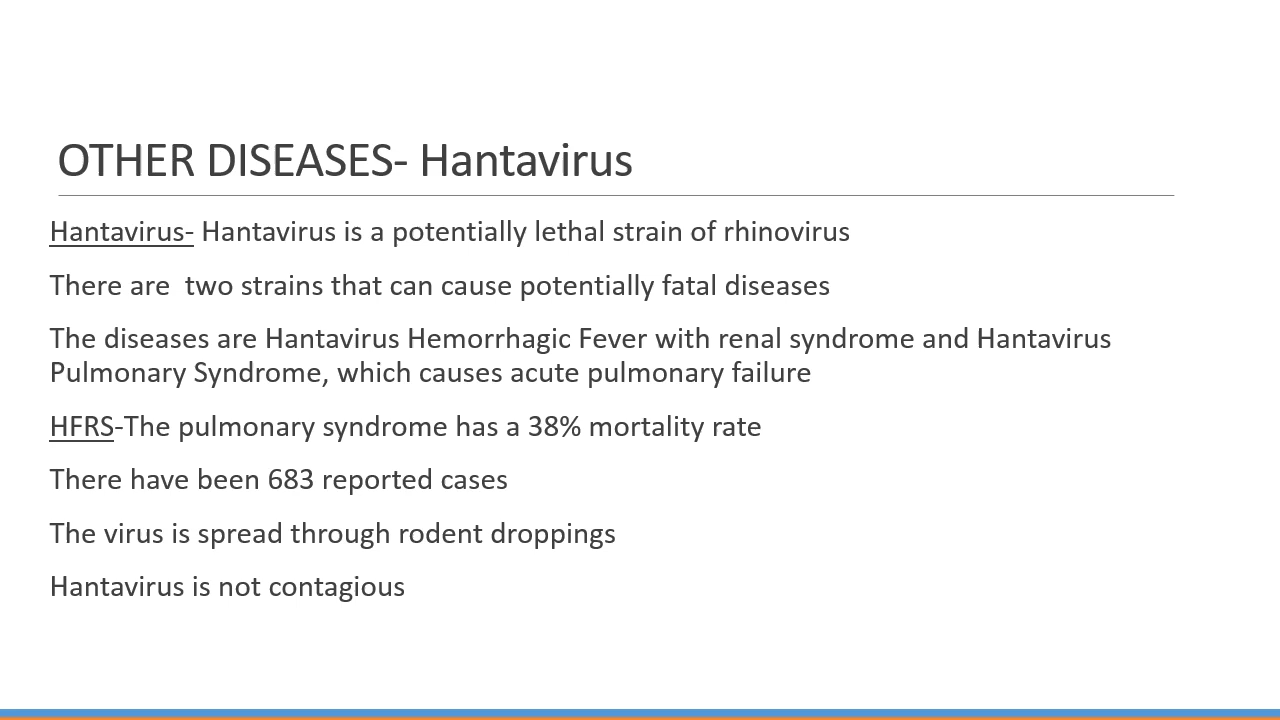 OTHER DISEASES- Hantavirus
Hantavirus- Hantavirus is a potentially lethal strain of rhinovirus
There are  two strains that can cause potentially fatal diseases
The diseases are Hantavirus Hemorrhagic Fever with renal syndrome and Hantavirus
Pulmonary Syndrome, which causes acute pulmonary failure
HFRS-The pulmonary syndrome has a 38% mortality rate
There have been 683 reported cases
The virus is spread through rodent droppings
Hantavirus is not contagious